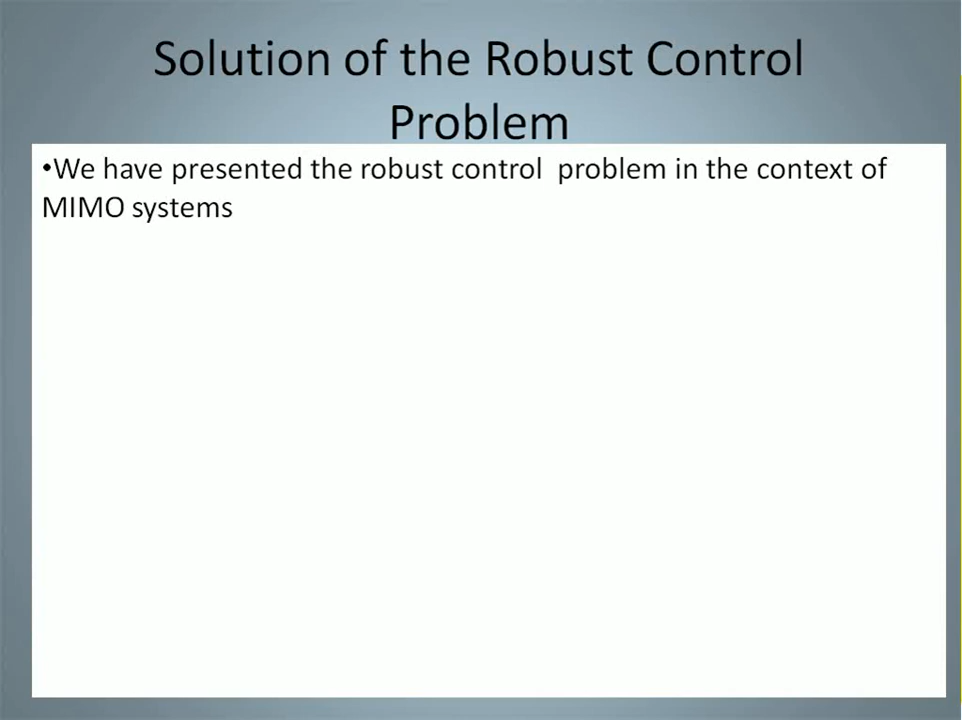 Solution of the Robust Control
Problem
•We have presented the robust control  problem in the context of
MIMO systems